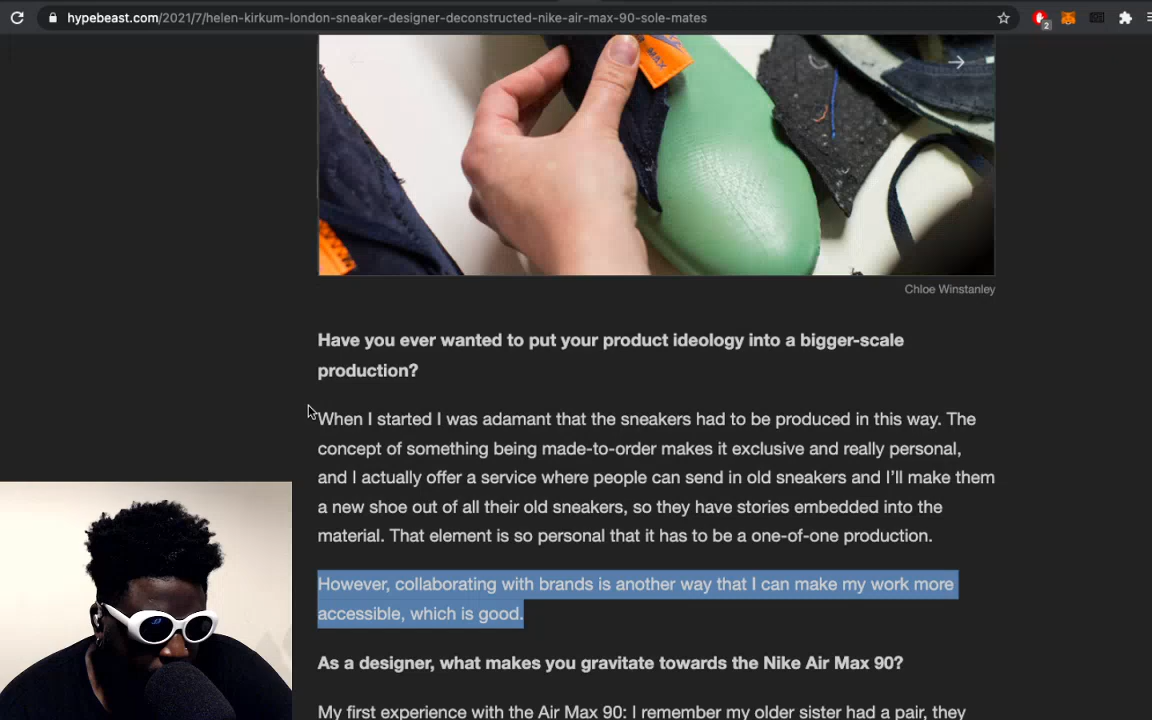 hypebeast.com/2021/7/helen-kirkum-london-sneaker-designer-deconstructed-nike-air-max-90-sole-mates
2
MAX
Chloe Winstanley
Have you ever wanted to put your product ideology into a bigger-scale
production?
When I started I was adamant that the sneakers had to be produced in this way. The
concept of something being made-to-order makes it exclusive and really personal,
and I actually offer a service where people can send in old sneakers and I’ll make them
a new shoe out of all their old sneakers, so they have stories embedded into the
material. That element is so personal that it has to be a one-of-one production.
However, collaborating with brands is another way that I can make my work more
accessible, which is good.
As a designer, what makes you gravitate towards the Nike Air Max 90?
My first experience with the Air Max 90: I remember my older sister had a pair, they